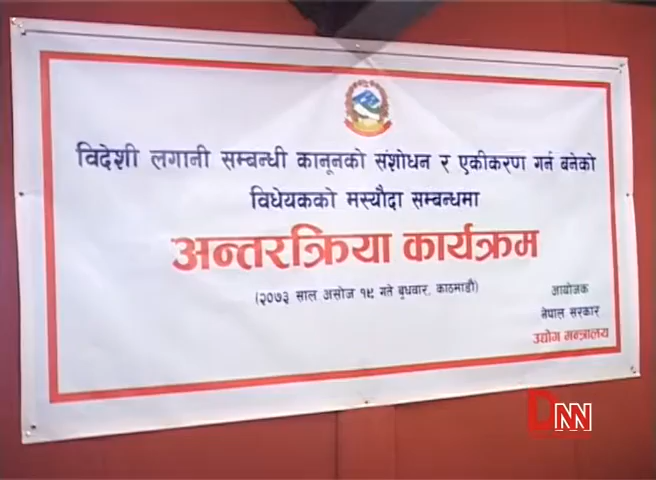 विदेशी लगानी सम्बन्धी कानूनको संशोधन र एकीकरण गर्न बनेको
विधेयकको मस्यौदा सम्बन्धमा
अन्तरक्रिया कार्यक्रम
(२०७३ साल असोज १९ गते बुधवार, काठमाडौं)
आयोजक
नेपाल सरकार
उद्योग मन्त्रालय
DNN